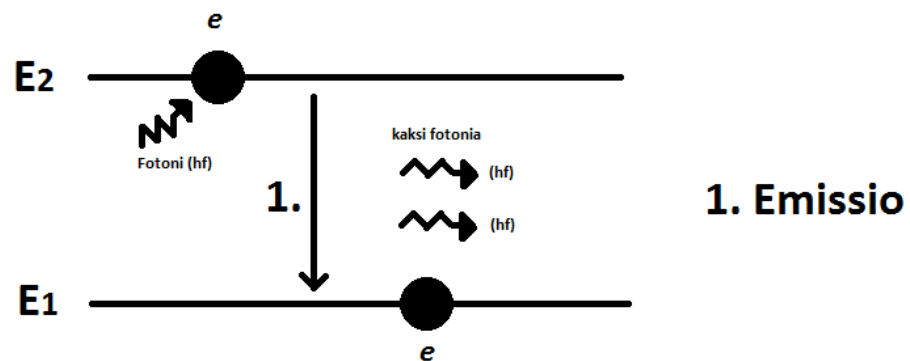 e
E2
Fotoni (hf)
kaksi fotonia
(hf)
1.
(hf)
1. Emissio
E1
e